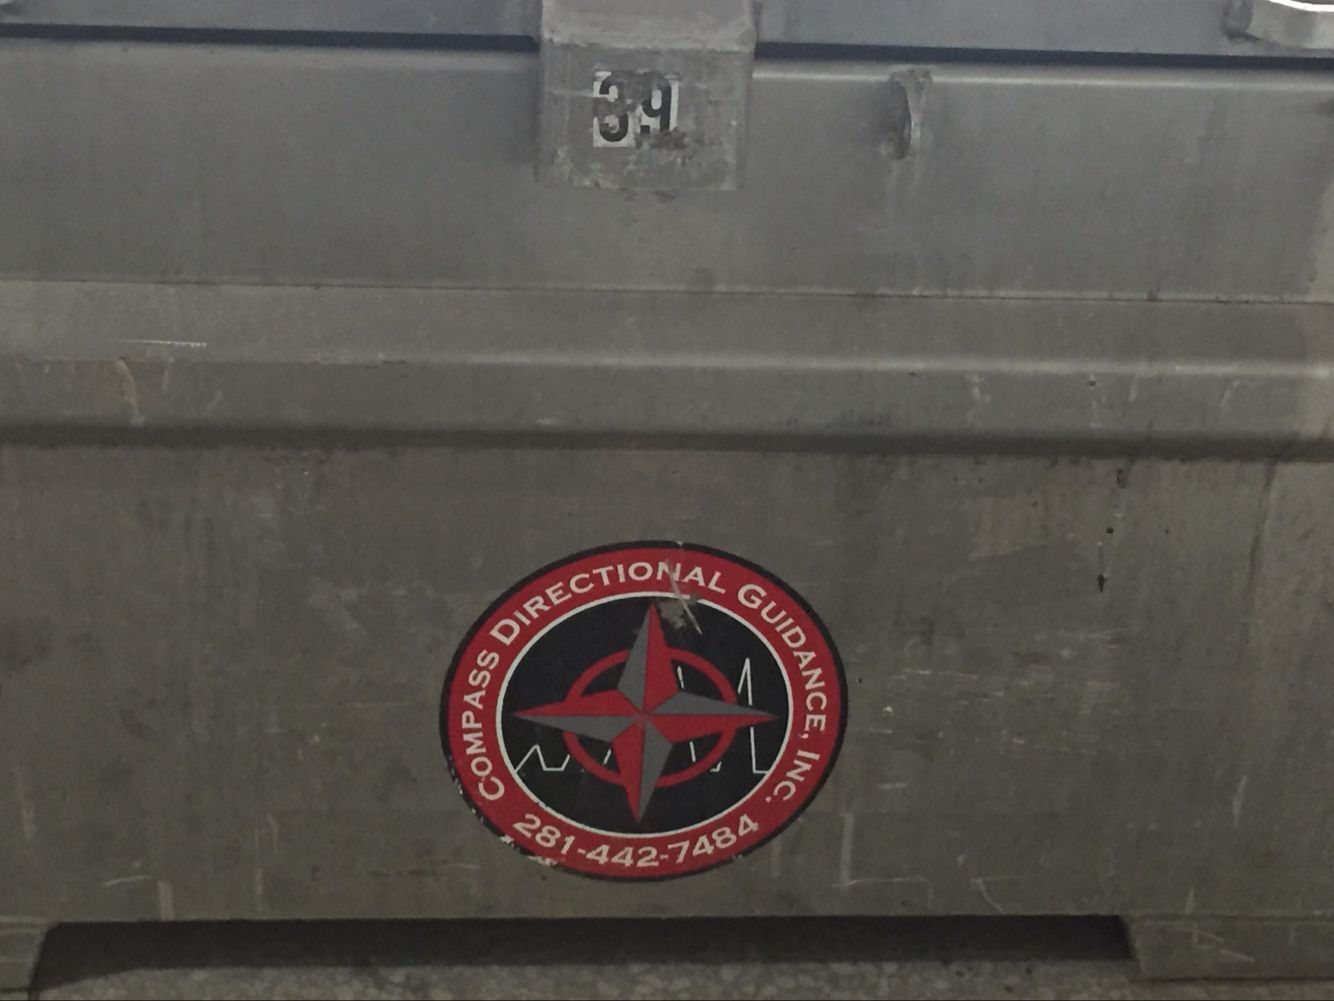 39
COMPASS DIRECTIONAL GUIDANCE, INC.
281-442-7484